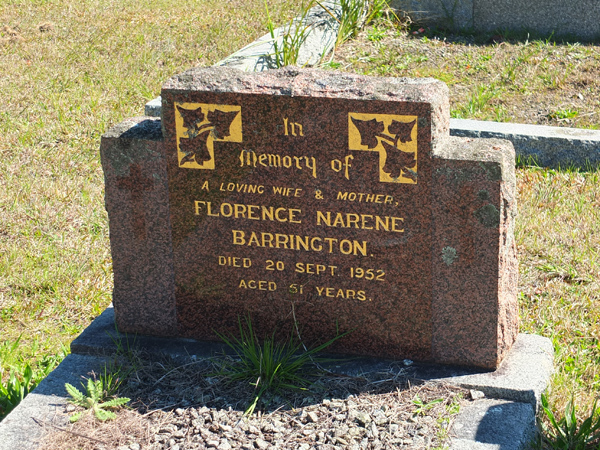 In
Memory of
A LOVING WIFE & MOTHER,
FLORENCE NARENE
BARRINGTON.
DIED 20 SEPT. 1952
AGED 61 YEARS.